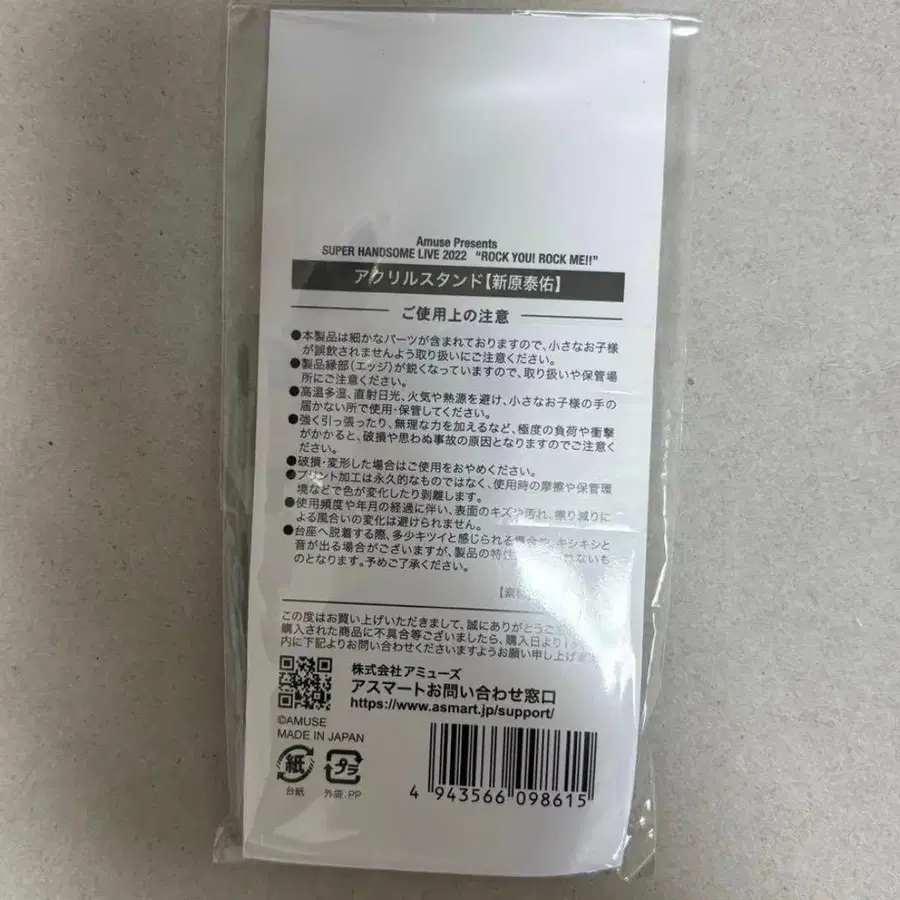 Amuse Presents
SUPER HANDSOME LIVE 2022 “ROCK YOU! ROCK ME!!”
アクリルスタンド【新原泰佑】
ご使用上の注意
●本製品は細かなパーツが含まれておりますので、小さなお子様
が誤飲されませんよう取り扱いにご注意ください。
●製品縁部（エッジ）が鋭くなっていますので、取り扱いや保管場
所にご注意ください。
●高温多湿、直射日光、火気や熱源を避け、小さなお子様の手の
届かない所で使用・保管してください。
●強く引っ張ったり、無理な力を加えるなど、極度の負荷や衝撃
がかかると、破損や思わぬ事故の原因となりますのでご注意く
ださい。
●破損・変形した場合はご使用をおやめください。
●プリント加工は永久的なものではなく、使用時の摩擦や保管環
境などで色が変化したり剥離します。
●使用頻度や年月の経過に伴い、表面のキズや汚れ、擦り減りに
よる風合いの変化は避けられません。
●台座へ脱着する際、多少キツイと感じられる場合や、キシキシと
音が出る場合がございますが、製品の特性 れないも
のとなります。予めご了承ください。
この度はお買い上げいただきまして、誠にありがとうご
購入された商品に不具合等ございましたら、購入日より
内に下記よりお問い合わせくださいますようお願い申し上げま
株式会社アミューズ
アスマートお問い合わせ窓口
https://www.asmart.jp/support/
©AMUSE
MADE IN JAPAN
紙
台紙
プラ
外袋:PP
4 943566 098615